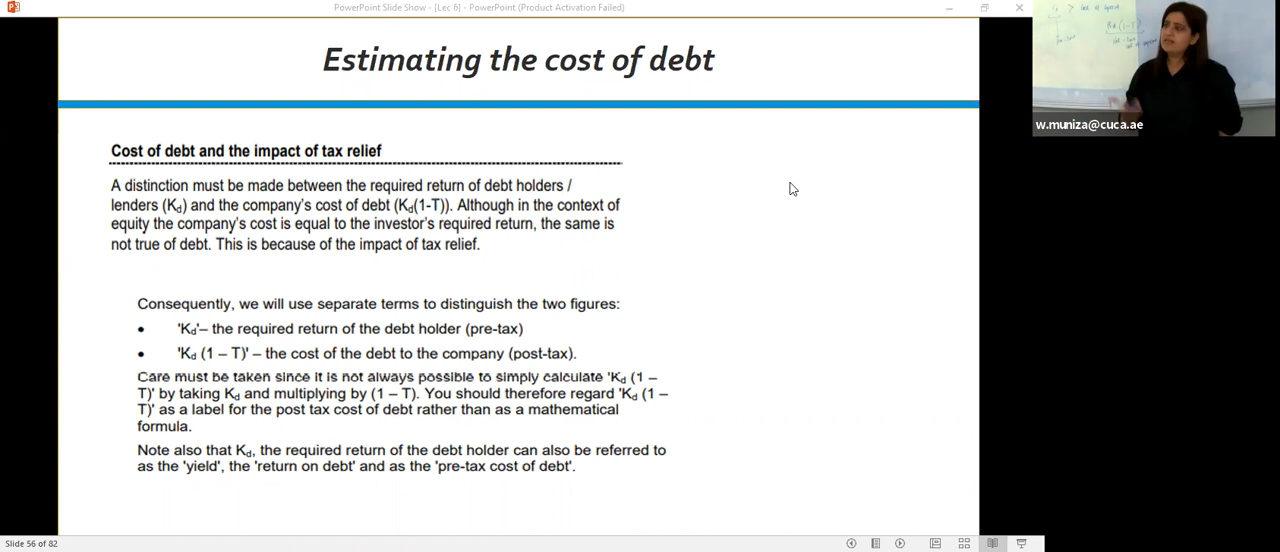 PowerPoint Slide Show - [Lec 6] - PowerPoint (Product Activation Failed)
Estimating the cost of debt
w.muniza@cuca.ae
Cost of debt and the impact of tax relief
A distinction must be made between the required return of debt holders /
lenders (Kd) and the company's cost of debt (Kd(1-T)). Although in the context of
equity the company's cost is equal to the investor's required return, the same is
not true of debt. This is because of the impact of tax relief.
Consequently, we will use separate terms to distinguish the two figures:
• 'Kd'– the required return of the debt holder (pre-tax)
• 'Kd (1 – T)' – the cost of the debt to the company (post-tax).
Care must be taken since it is not always possible to simply calculate 'Kd (1 –
T)' by taking Kd and multiplying by (1 – T). You should therefore regard 'Kd (1 –
T)' as a label for the post tax cost of debt rather than as a mathematical
formula.
Note also that Kd, the required return of the debt holder can also be referred to
as the 'yield', the 'return on debt' and as the 'pre-tax cost of debt'.
Slide 56 of 82